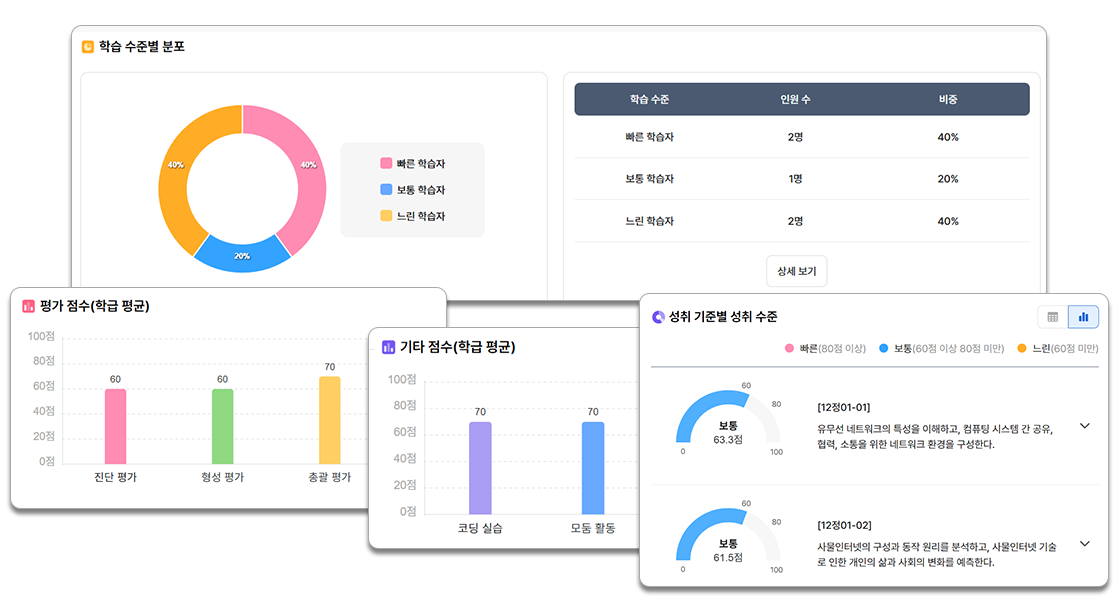 학습 수준별 분포
40%
40%
20%
빠른 학습자
보통 학습자
느린 학습자
학습 수준 인원 수 비중
빠른 학습자 2명 40%
보통 학습자 1명 20%
느린 학습자 2명 40%
상세 보기
평가 점수(학급 평균)
100점
80점
60점
40점
20점
0점
60
60
70
진단 평가 형성 평가 총괄 평가
기타 점수(학급 평균)
100점
80점
60점
40점
20점
0점
70
70
코딩 실습 모둠 활동
성취 기준별 성취 수준
빠른(80점 이상) 보통(60점 이상 80점 미만) 느린(60점 미만)
60
80
보통
63.3점
0 100
[12정01-01]
유무선 네트워크의 특성을 이해하고, 컴퓨팅 시스템 간 공유,
협력, 소통을 위한 네트워크 환경을 구성한다.
60
80
보통
61.5점
0 100
[12정01-02]
사물인터넷의 구성과 동작 원리를 분석하고, 사물인터넷 기술
로 인한 개인의 삶과 사회의 변화를 예측한다.